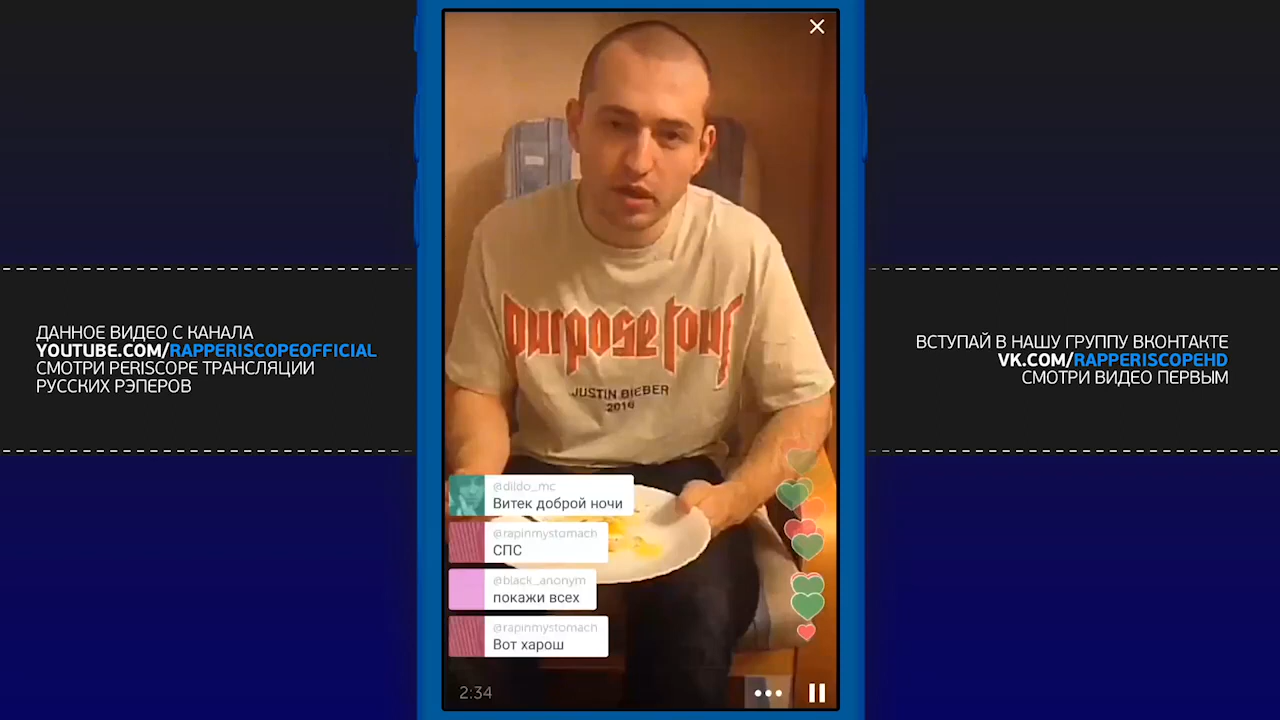 ДАННОЕ ВИДЕО С КАНАЛА
YOUTUBE.COM/RAPPERISCOPEOFFICIAL
СМОТРИ PERISCOPE ТРАНСЛЯЦИИ
РУССКИХ РЭПЕРОВ
purpose tour
JUSTIN BIEBER
2016
@dildo_mc
Витек доброй ночи
@rapinmystomach
СПС
@black_anonym
покажи всех
@rapinmystomach
Вот харош
2:34
ВСТУПАЙ В НАШУ ГРУППУ ВКОНТАКТЕ
VK.COM/RAPPERISCOPEHD
СМОТРИ ВИДЕО ПЕРВЫМ